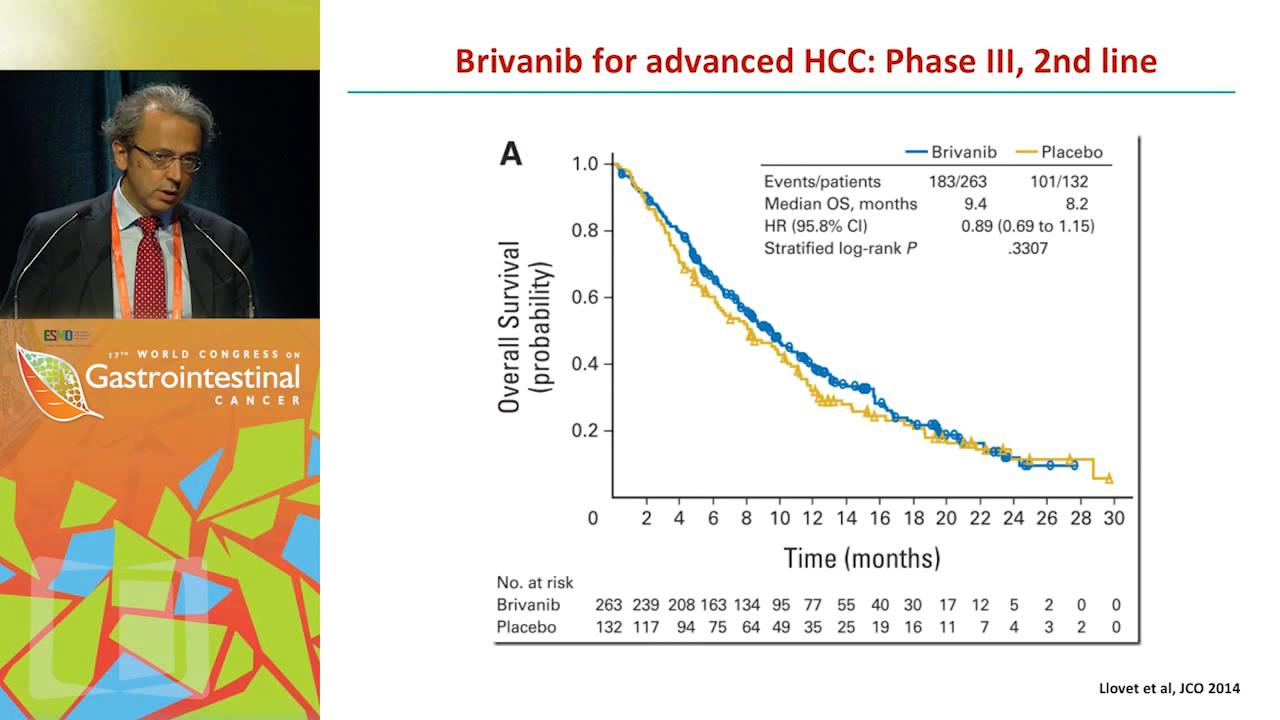 Brivanib for advanced HCC: Phase III, 2nd line
A
Brivanib Placebo
Events/patients 183/263 101/132
Median OS, months 9.4 8.2
HR (95.8% CI) 0.89 (0.69 to 1.15)
Stratified log-rank P .3307
Overall Survival
(probability)
1.0
0.8
0.6
0.4
0.2
0 2 4 6 8 10 12 14 16 18 20 22 24 26 28 30
Time (months)
No. at risk
Brivanib 263 239 208 163 134 95 77 55 40 30 17 12 5 2 0 0
Placebo 132 117 94 75 64 49 35 25 19 16 11 7 4 3 2 0
Llovet et al, JCO 2014
ESMO
17TH WORLD CONGRESS ON
Gastrointestinal
CANCER